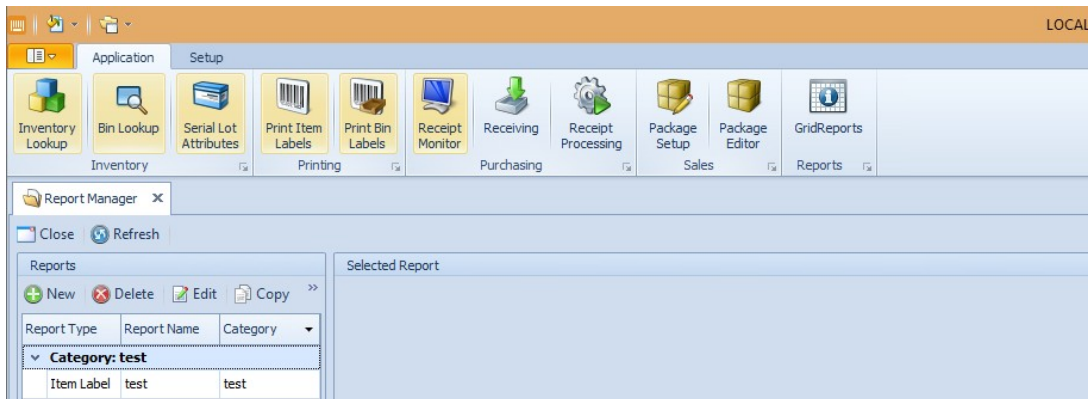 LOCAL
Application Setup
Inventory Lookup Bin Lookup Serial Lot Attributes Print Item Labels Print Bin Labels Receipt Monitor Receiving Receipt Processing Package Setup Package Editor GridReports
Inventory Printing Purchasing Sales Reports
Report Manager X
Close Refresh
Reports Selected Report
New Delete Edit Copy »
Report Type Report Name Category
Category: test
Item Label test test